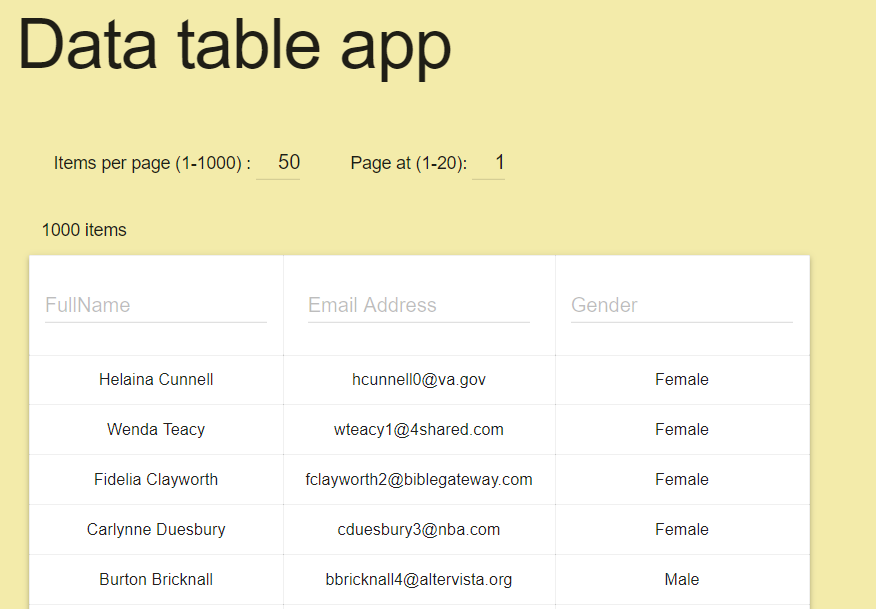 Data table app
Items per page (1-1000) : 50 Page at (1-20): 1
1000 items
FullName Email Address Gender
Helaina Cunnell hcunnell0@va.gov Female
Wenda Teacy wteacy1@4shared.com Female
Fidelia Clayworth fclayworth2@biblegateway.com Female
Carlynne Duesbury cduesbury3@nba.com Female
Burton Bricknall bbricknall4@altervista.org Male